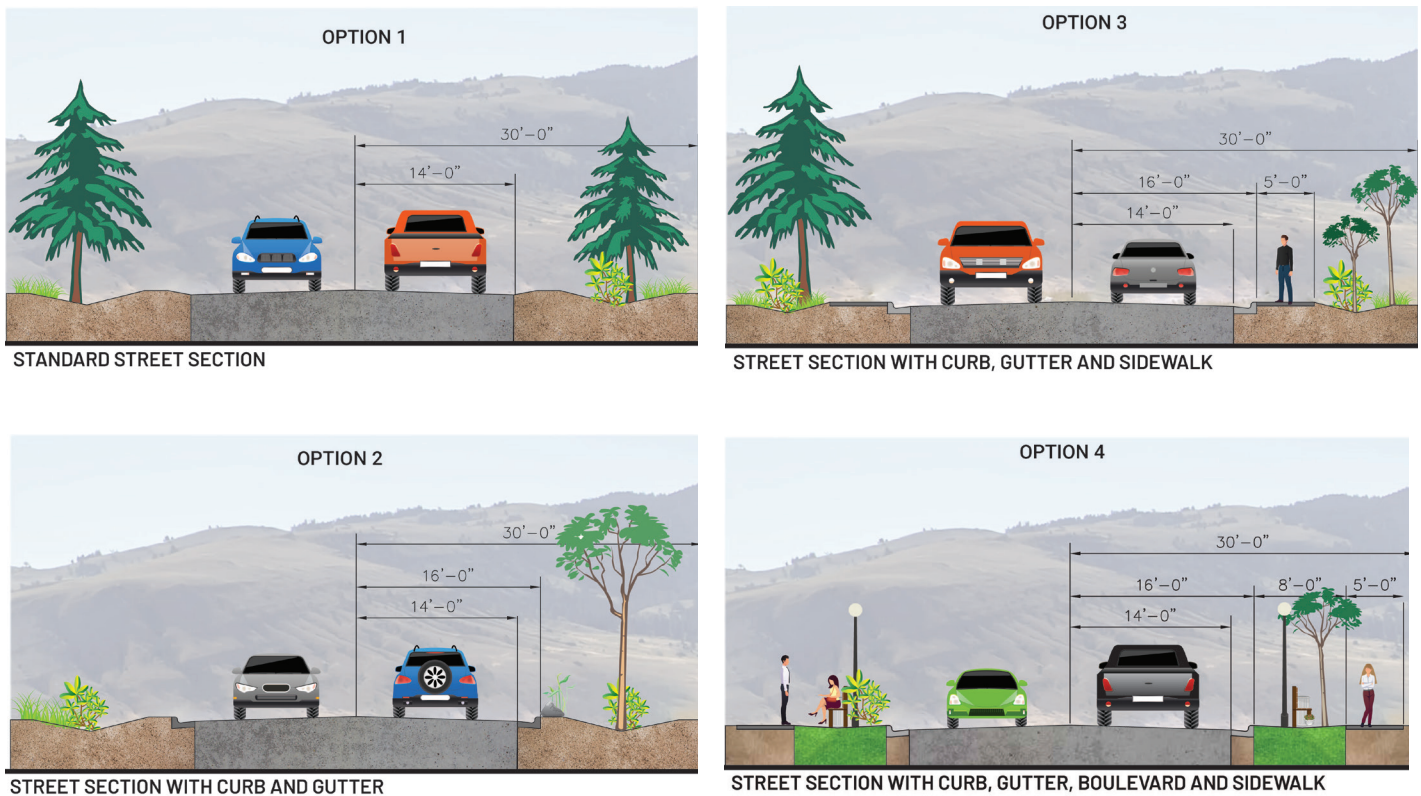 OPTION 1
30'-0"
14'-0"
STANDARD STREET SECTION
OPTION 3
30'-0"
16'-0"
5'-0"
14'-0"
STREET SECTION WITH CURB, GUTTER AND SIDEWALK
OPTION 2
30'-0"
16'-0"
14'-0"
STREET SECTION WITH CURB AND GUTTER
OPTION 4
30'-0"
16'-0"
8'-0"
5'-0"
14'-0"
STREET SECTION WITH CURB, GUTTER, BOULEVARD AND SIDEWALK